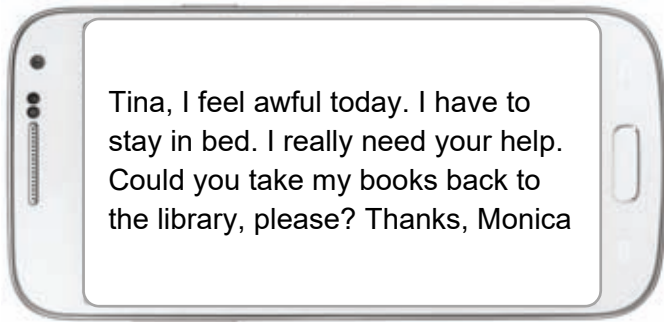 Tina, I feel awful today. I have to
stay in bed. I really need your help.
Could you take my books back to
the library, please? Thanks, Monica